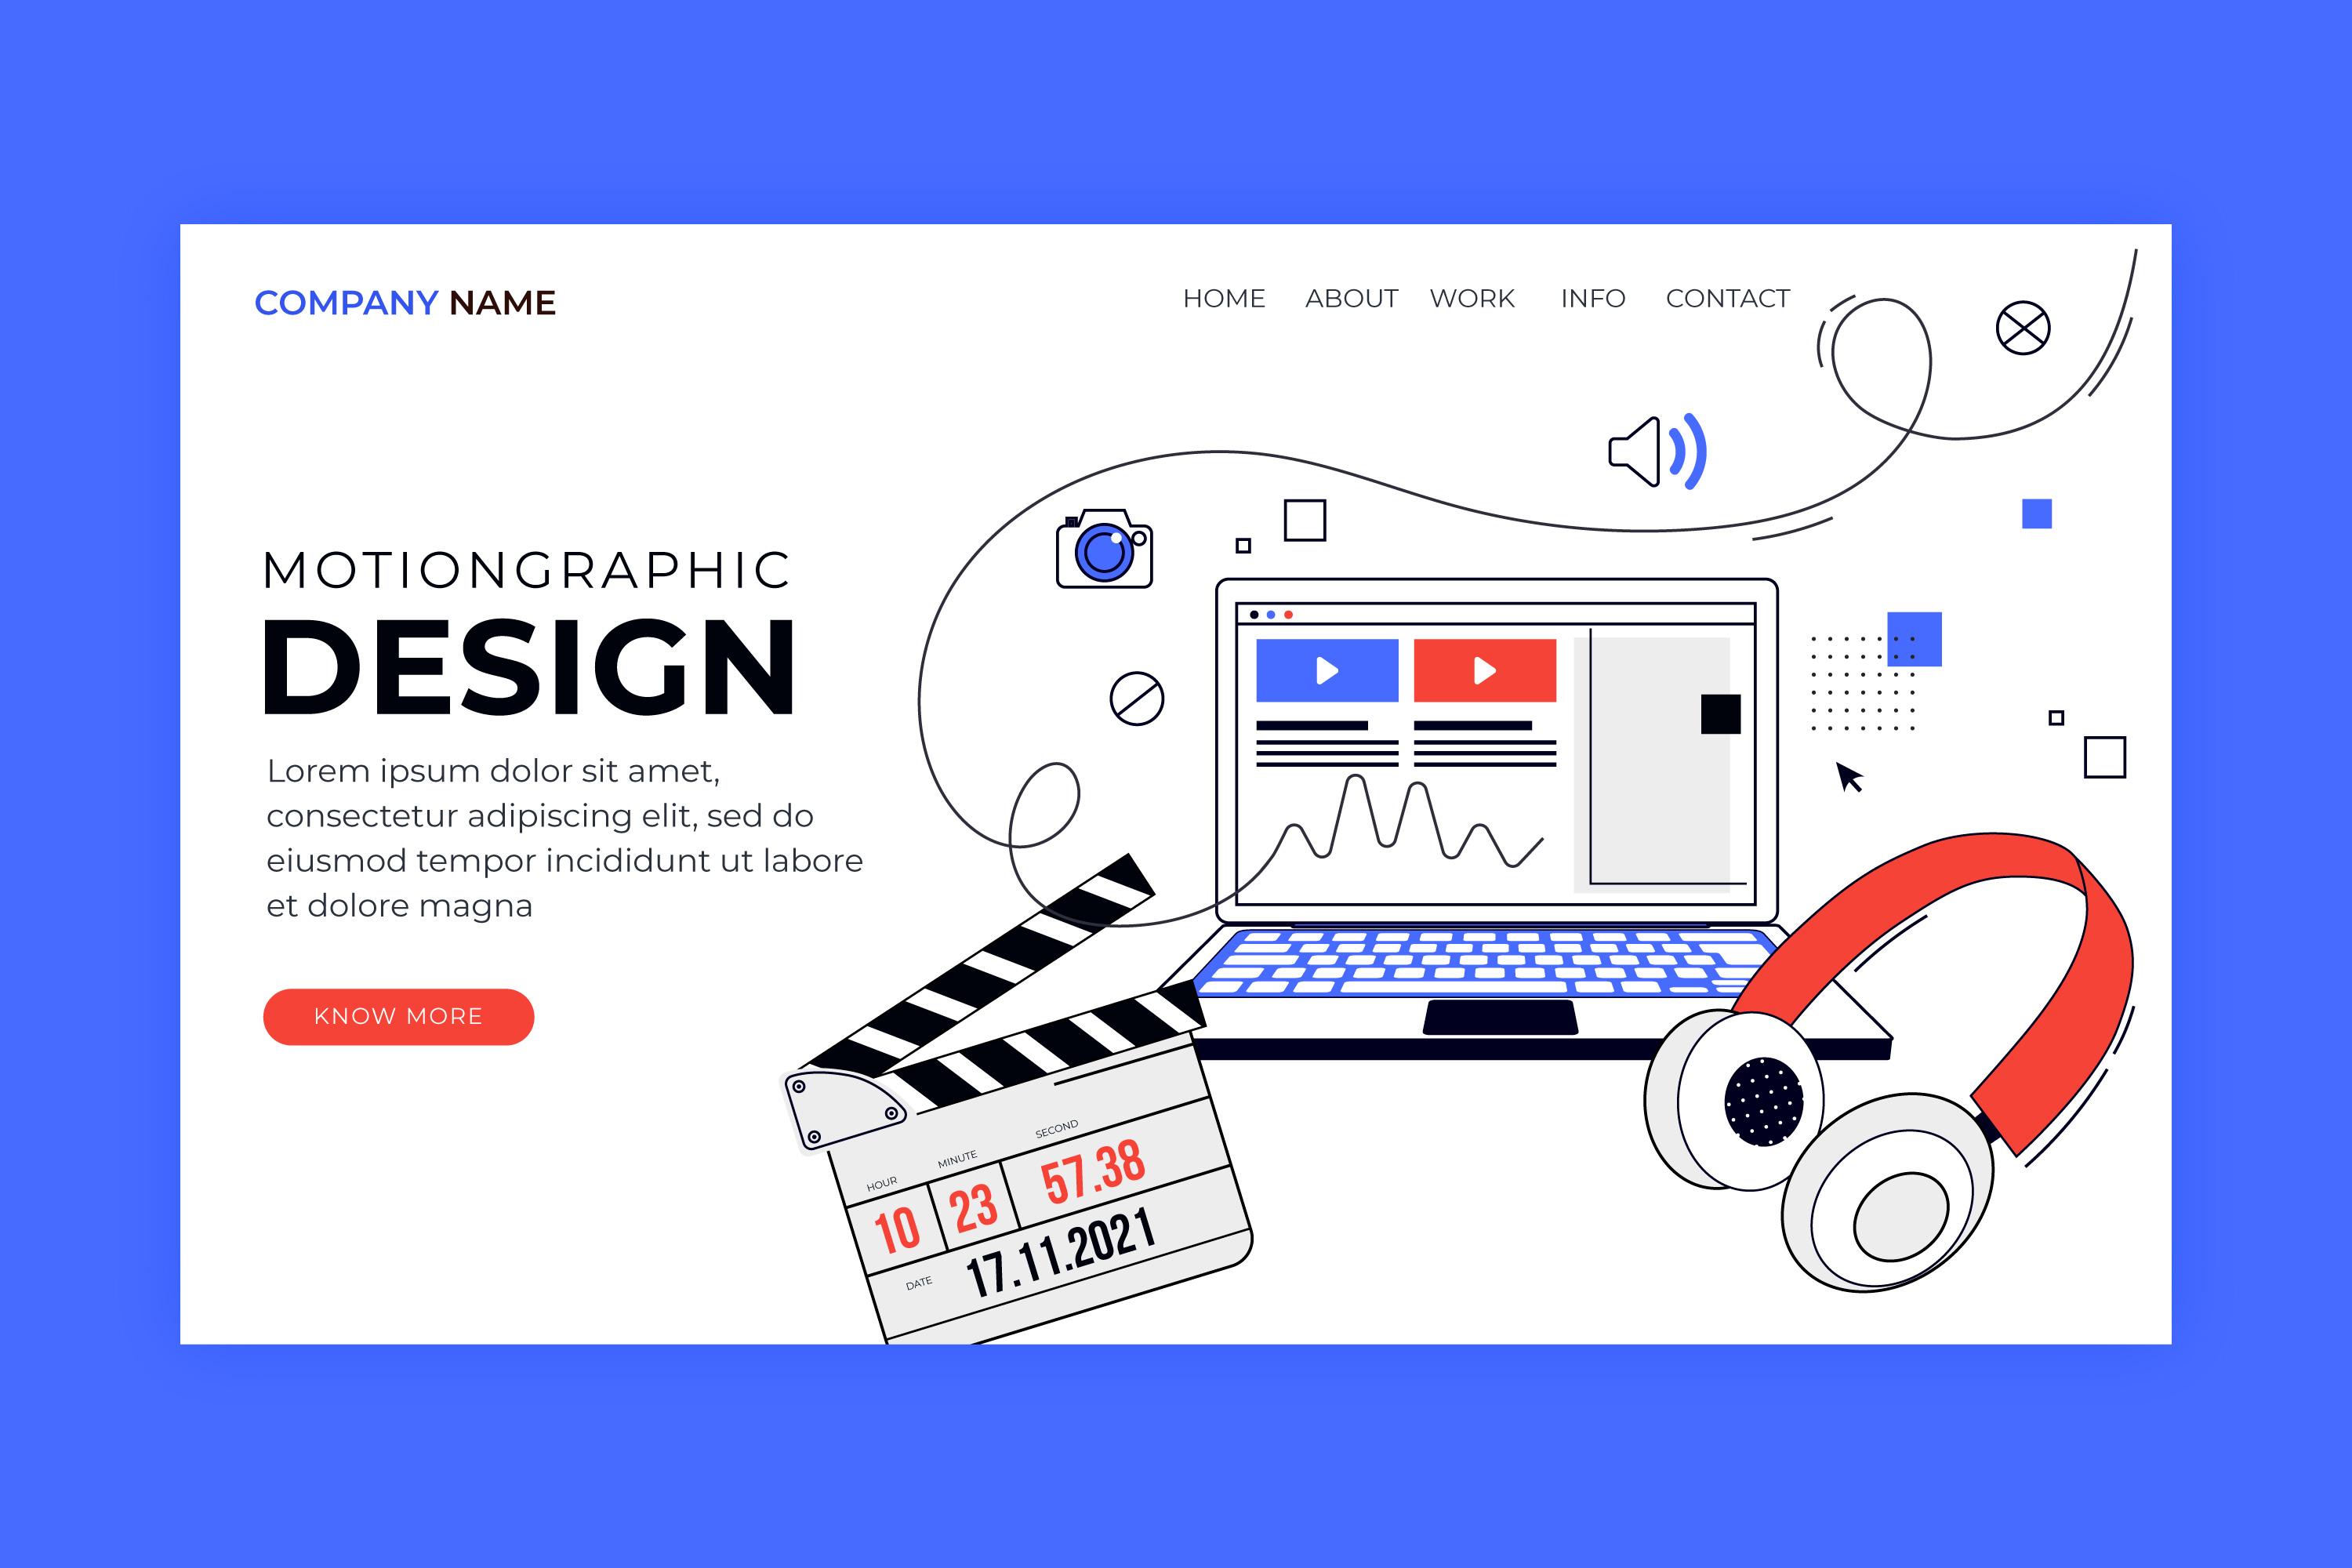 COMPANY NAME
HOME ABOUT WORK INFO CONTACT
MOTIONGRAPHIC
DESIGN
Lorem ipsum dolor sit amet,
consectetur adipiscing elit, sed do
eiusmod tempor incididunt ut labore
et dolore magna
KNOW MORE
HOUR MINUTE SECOND
10 23 57.38
DATE 17.11.2021